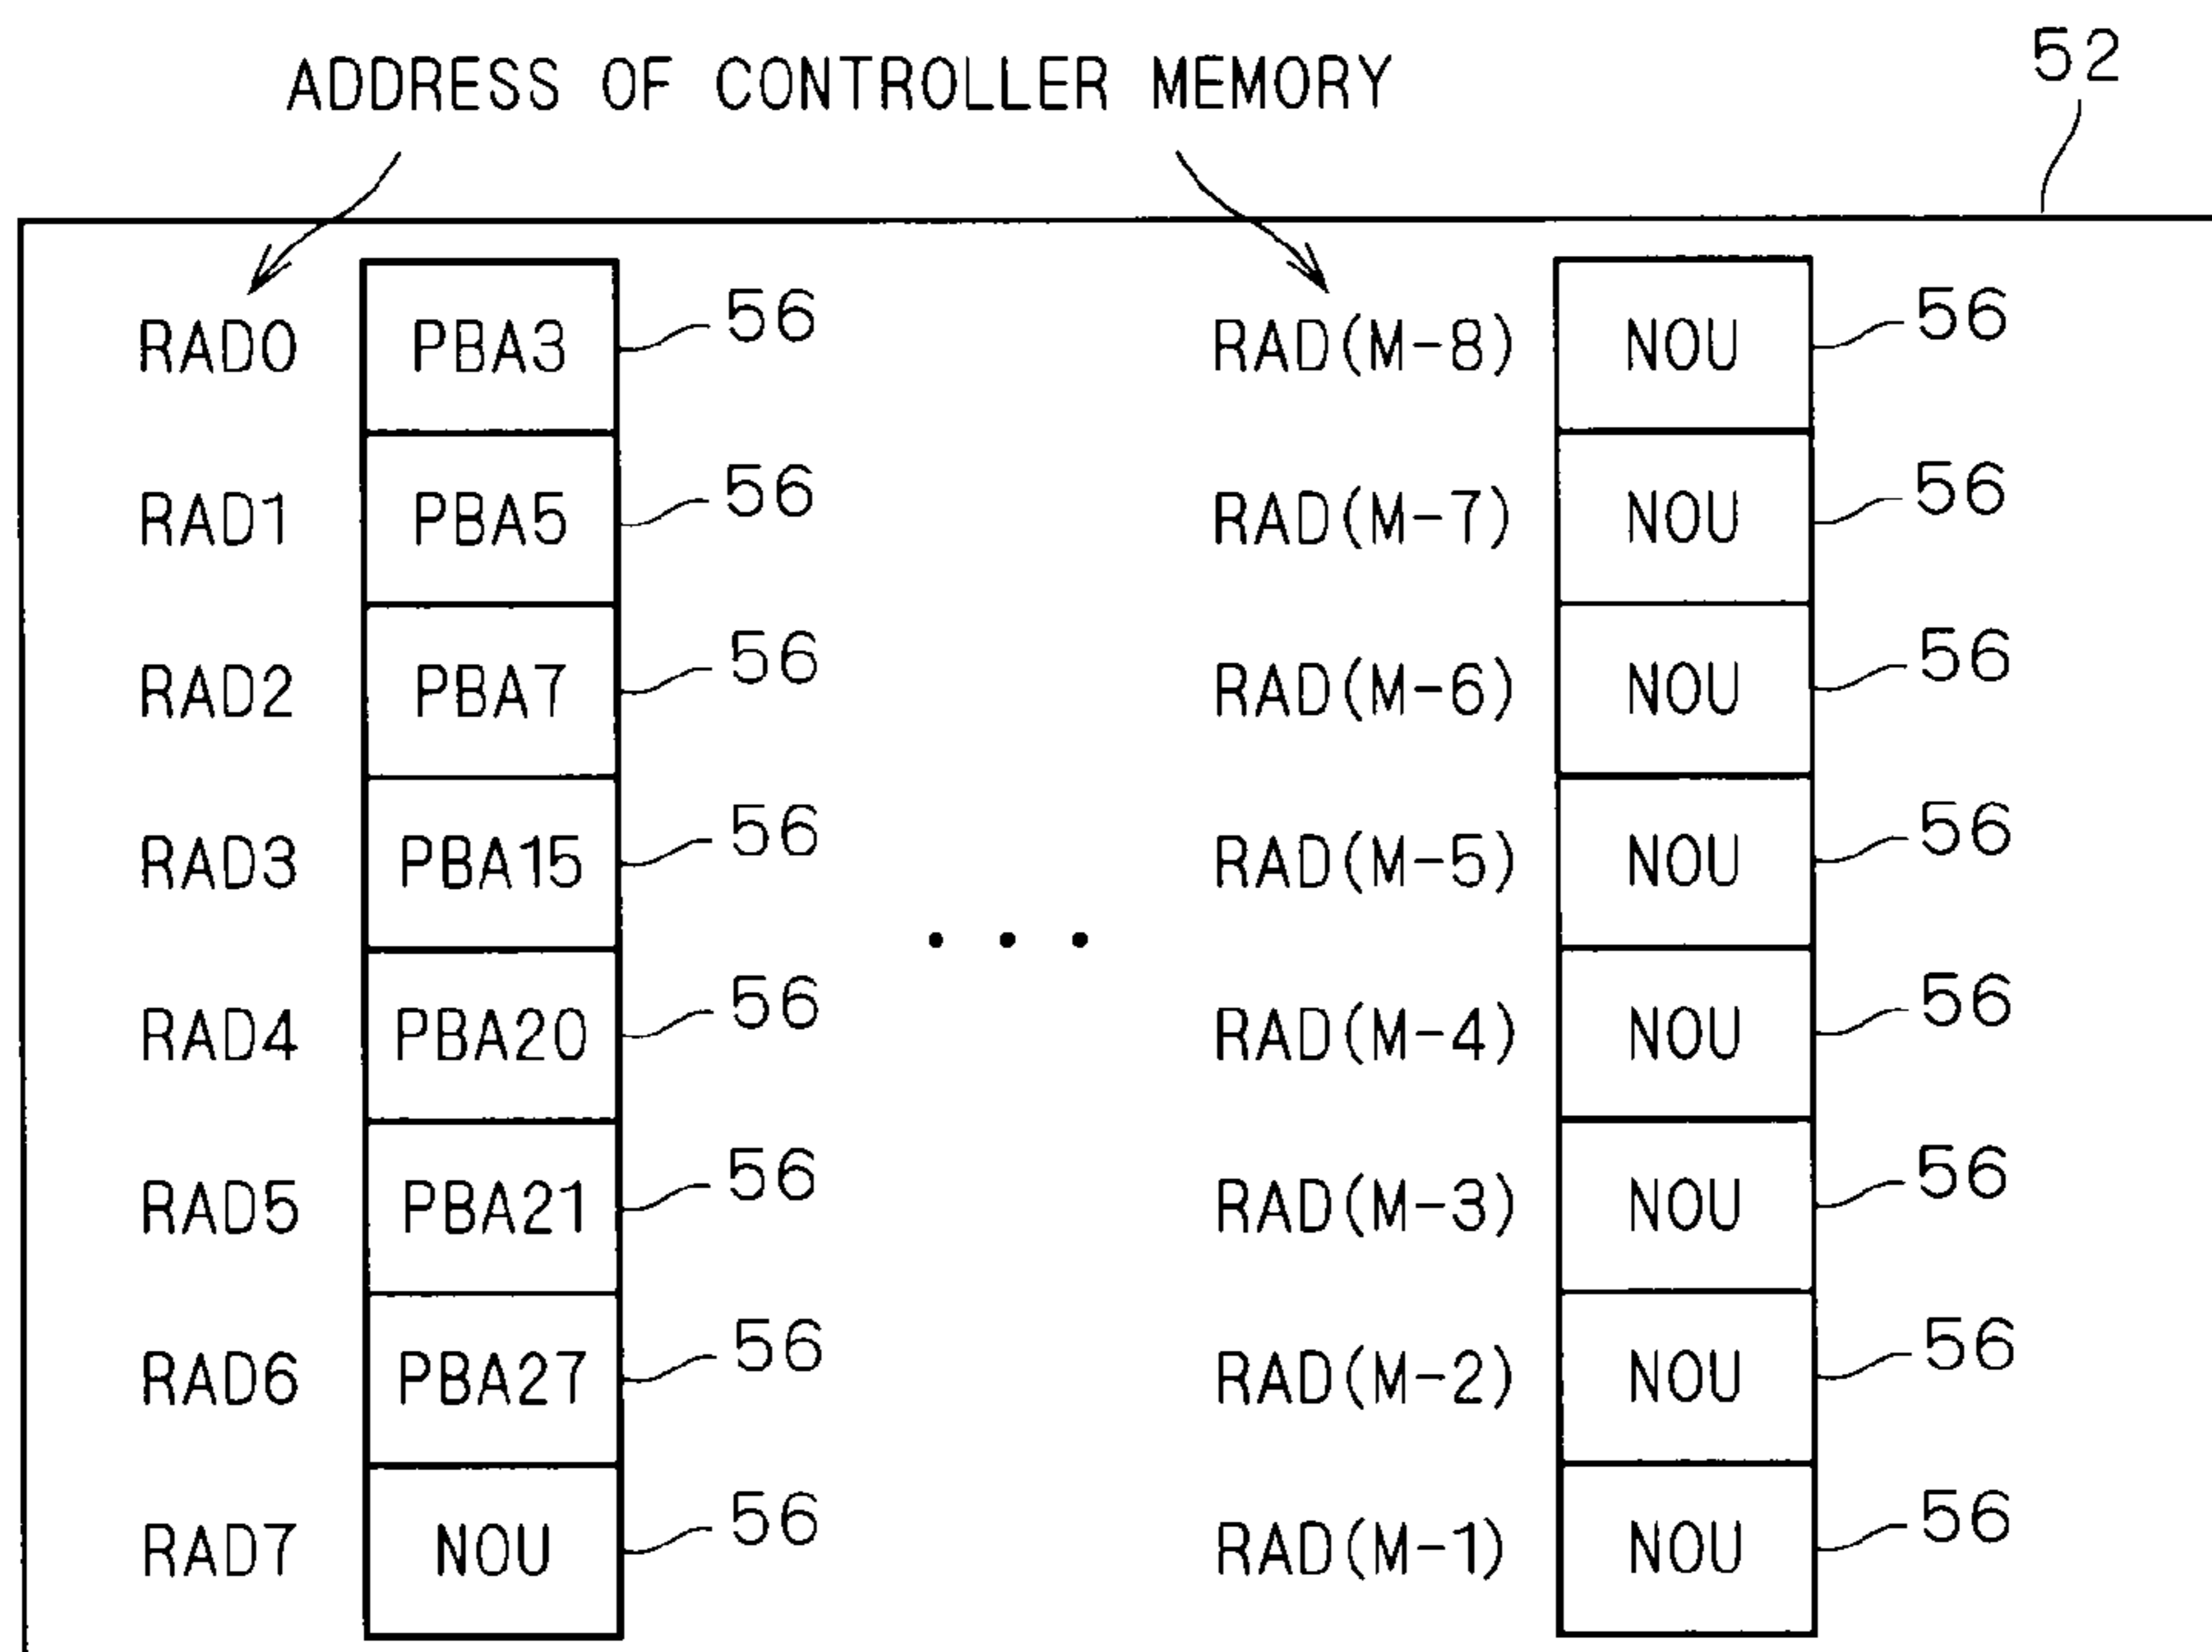 52
ADDRESS OF CONTROLLER MEMORY
RAD0 PBA3 56 RAD(M-8) NOU 56
RAD1 PBA5 56 RAD(M-7) NOU 56
RAD2 PBA7 56 RAD(M-6) NOU 56
RAD3 PBA15 56 RAD(M-5) NOU 56
• • •
RAD4 PBA20 56 RAD(M-4) NOU 56
RAD5 PBA21 56 RAD(M-3) NOU 56
RAD6 PBA27 56 RAD(M-2) NOU 56
RAD7 NOU 56 RAD(M-1) NOU 56